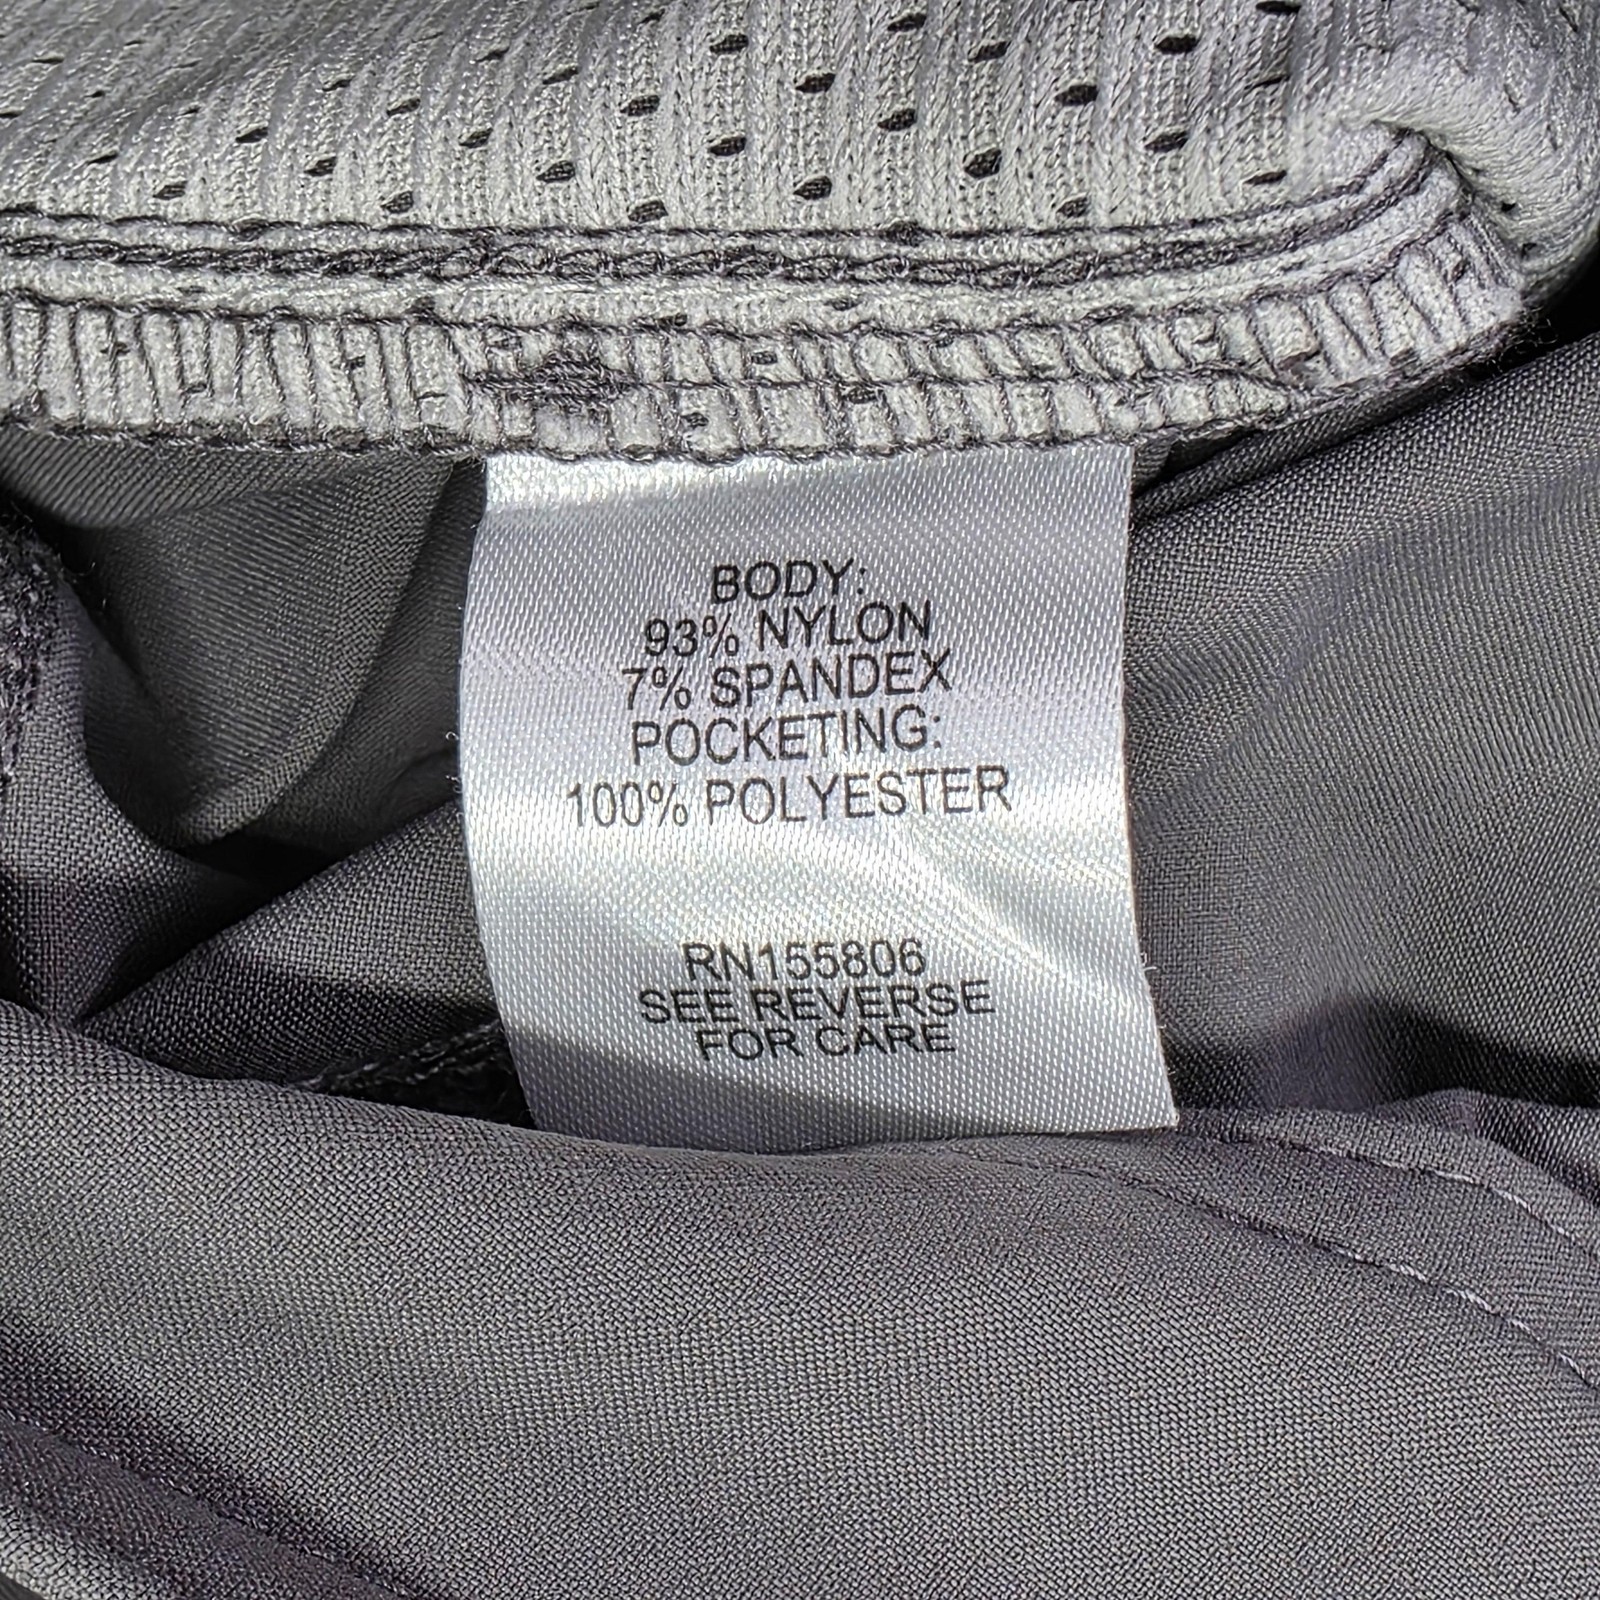 BODY:
93% NYLON
7% SPANDEX
POCKETING:
100% POLYESTER
RN155806
SEE REVERSE
FOR CARE